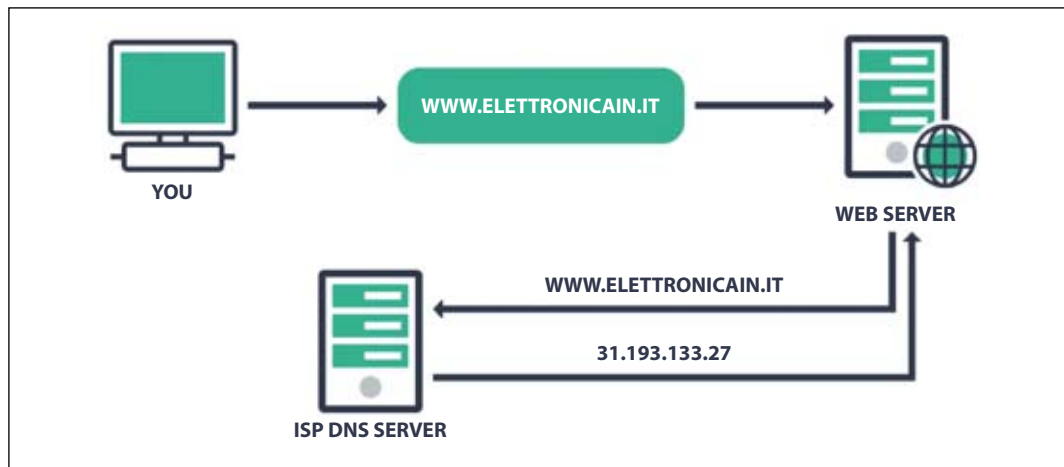 WWW.ELETTRONICAIN.IT
YOU
WEB SERVER
WWW.ELETTRONICAIN.IT
31.193.133.27
ISP DNS SERVER